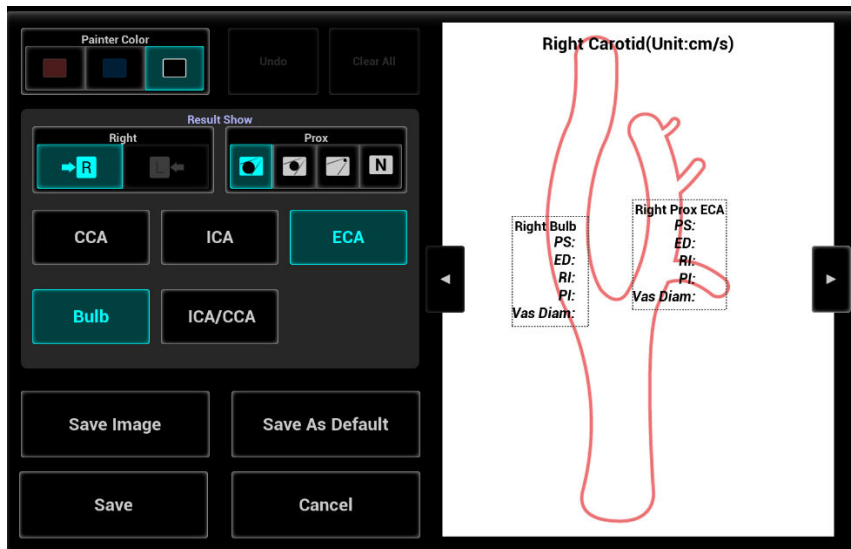 Painter Color
Undo
Clear All
Result Show
Right
Prox
R
L
N
CCA
ICA
ECA
Bulb
ICA/CCA
Save Image
Save As Default
Save
Cancel
Right Carotid(Unit:cm/s)
Right Bulb
PS:
ED:
RI:
PI:
Vas Diam:
Right Prox ECA
PS:
ED:
RI:
PI:
Vas Diam: